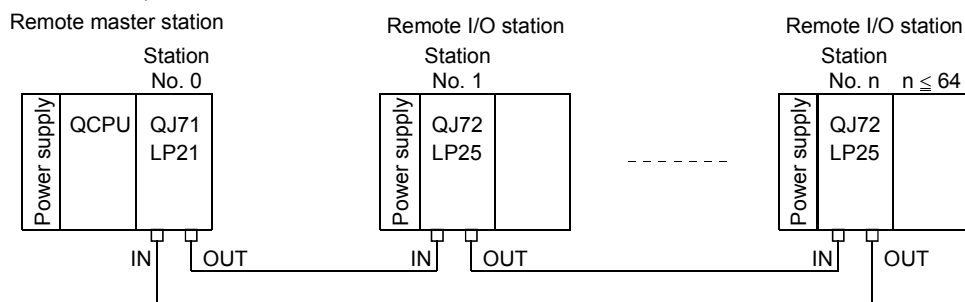 Remote master station
Station
No. 0
Power supply
QCPU
QJ71
LP21
IN
OUT
Remote I/O station
Station
No. 1
Power supply
QJ72
LP25
IN
OUT
Remote I/O station
Station
No. n n ≦ 64
Power supply
QJ72
LP25
IN
OUT